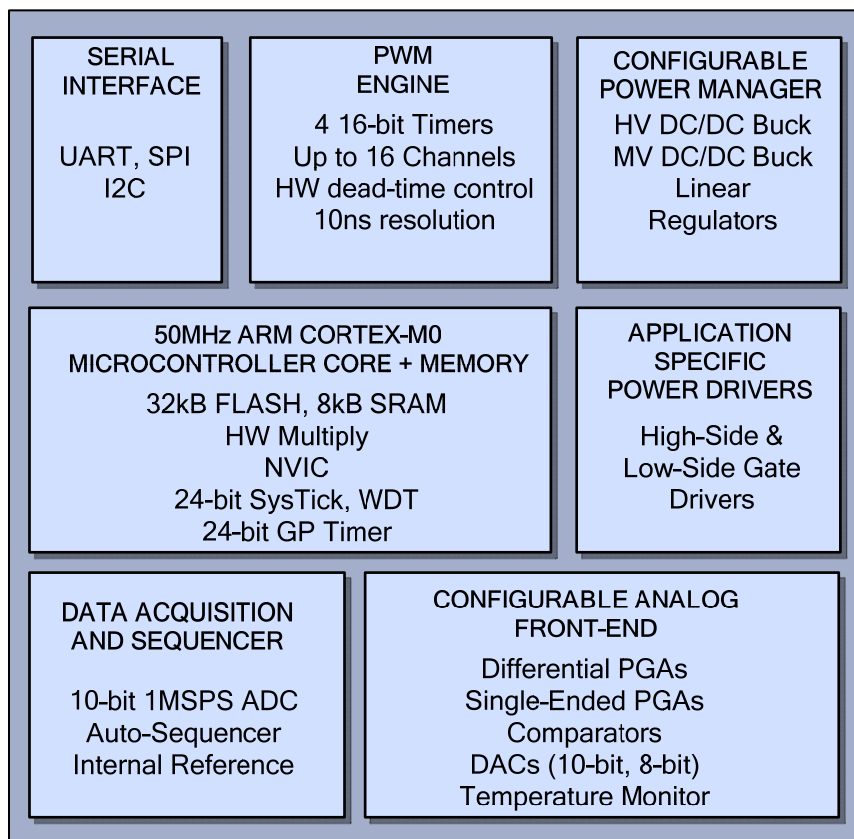 SERIAL
INTERFACE
UART, SPI
I2C
PWM
ENGINE
4 16-bit Timers
Up to 16 Channels
HW dead-time control
10ns resolution
CONFIGURABLE
POWER MANAGER
HV DC/DC Buck
MV DC/DC Buck
Linear
Regulators
50MHz ARM CORTEX-M0
MICROCONTROLLER CORE + MEMORY
32kB FLASH, 8kB SRAM
HW Multiply
NVIC
24-bit SysTick, WDT
24-bit GP Timer
APPLICATION
SPECIFIC
POWER DRIVERS
High-Side &
Low-Side Gate
Drivers
DATA ACQUISITION
AND SEQUENCER
10-bit 1MSPS ADC
Auto-Sequencer
Internal Reference
CONFIGURABLE ANALOG
FRONT-END
Differential PGAs
Single-Ended PGAs
Comparators
DACs (10-bit, 8-bit)
Temperature Monitor